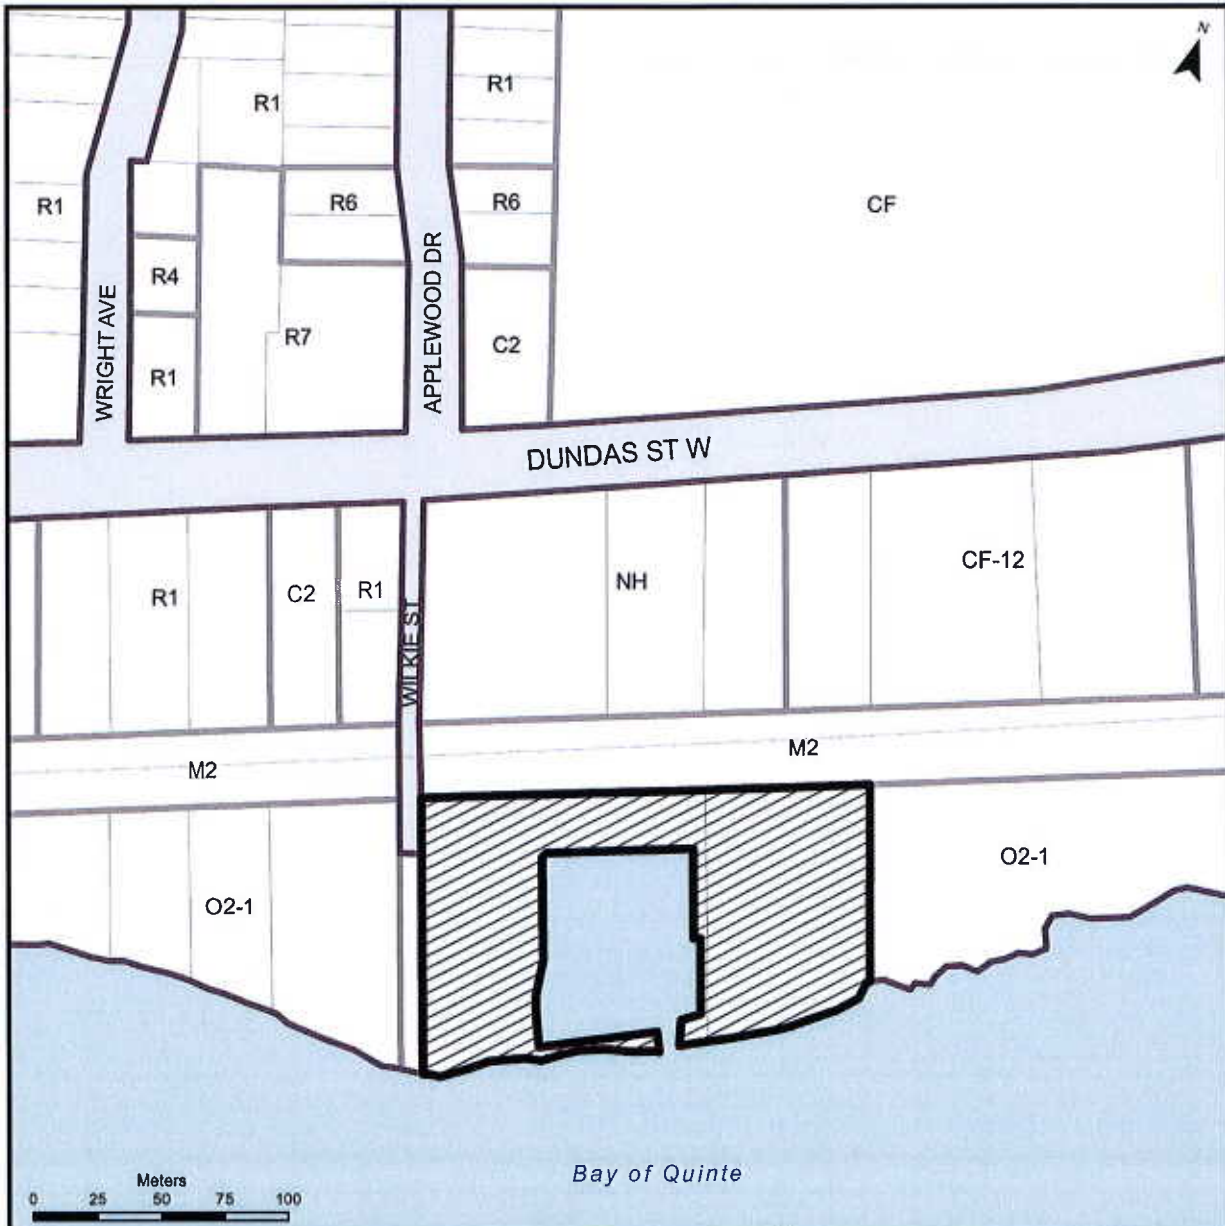 N
R1
R1
R1
R6
R6
CF
R4
R7
C2
R1
WRIGHT AVE
APPLEWOOD DR
DUNDAS ST W
R1
C2
R1
NH
CF-12
WILKIE ST
M2
M2
O2-1
O2-1
Bay of Quinte
Meters
0 25 50 75 100